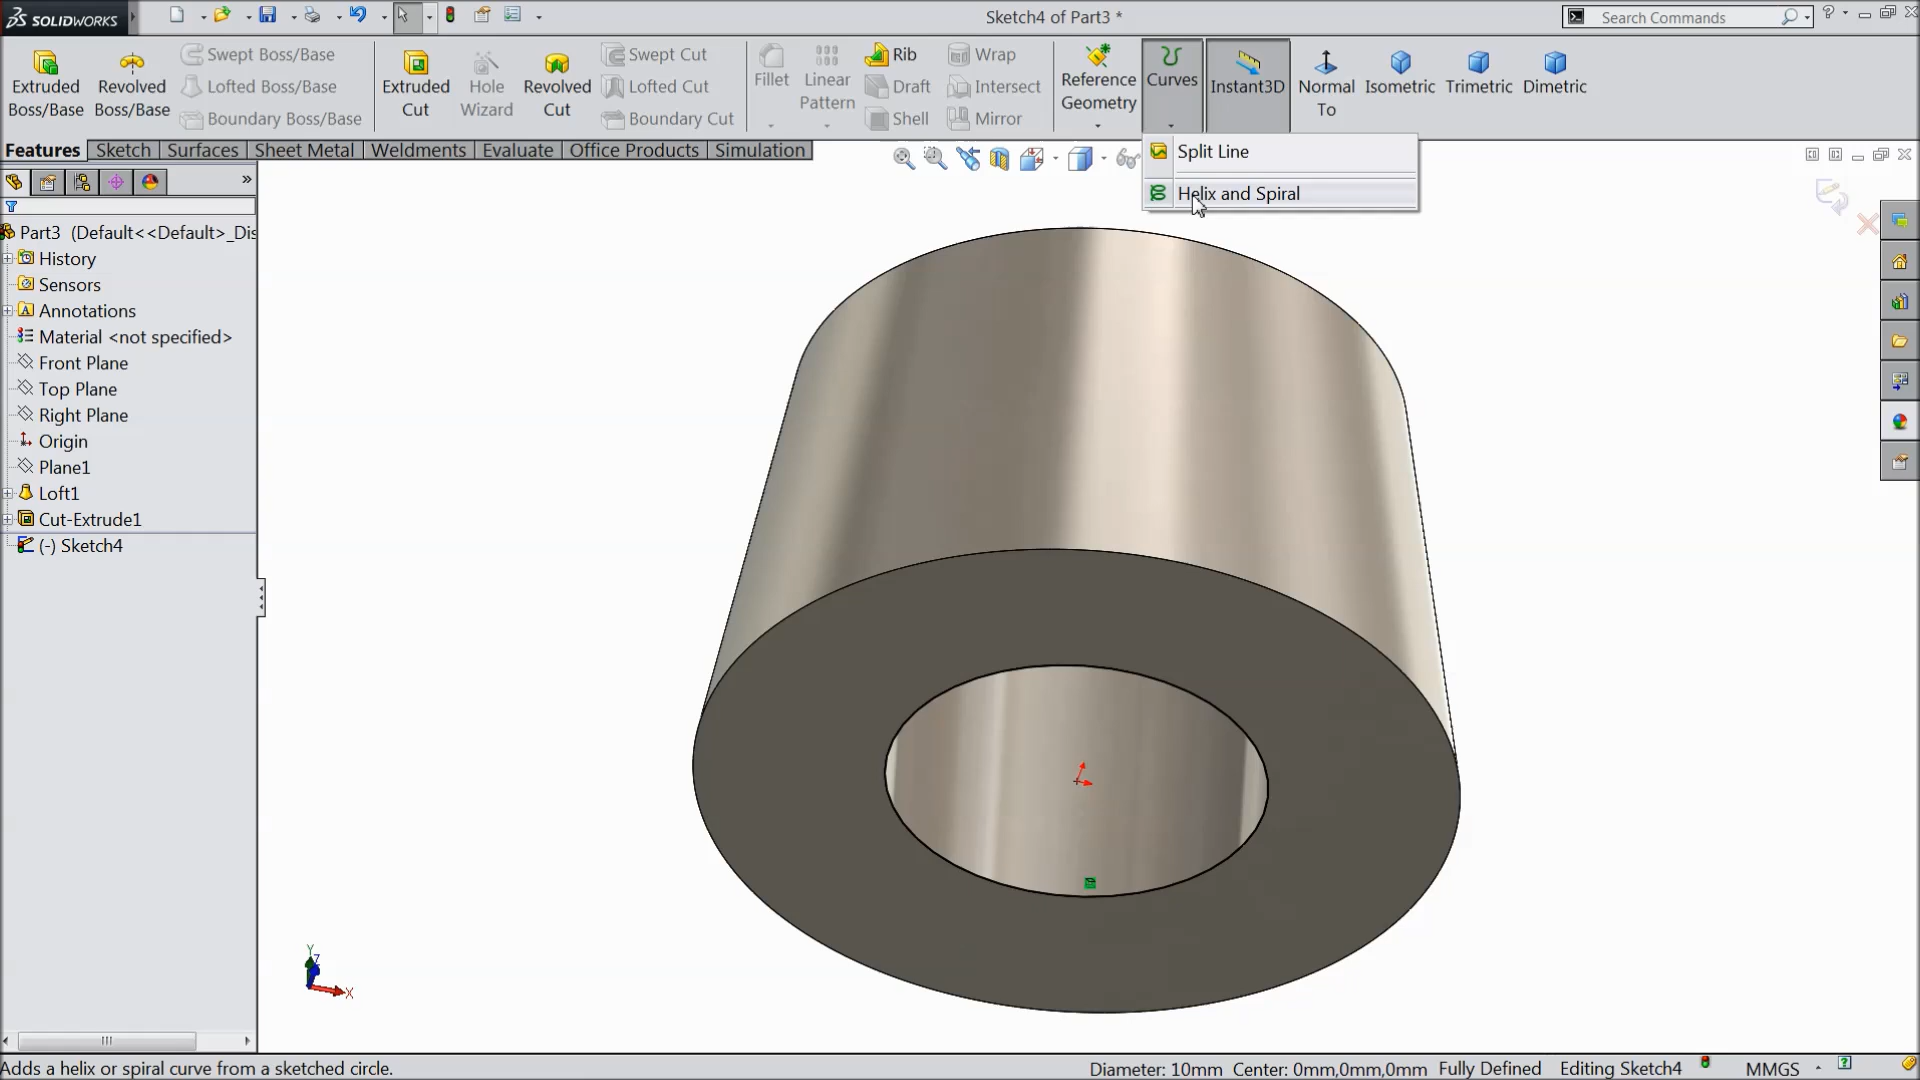 SOLIDWORKS
Sketch4 of Part3 *
Search Commands
Extruded Boss/Base
Revolved Boss/Base
Swept Boss/Base
Lofted Boss/Base
Boundary Boss/Base
Extruded Cut
Hole Wizard
Revolved Cut
Swept Cut
Lofted Cut
Boundary Cut
Fillet
Linear Pattern
Rib
Draft
Shell
Wrap
Intersect
Mirror
Reference Geometry
Curves
Instant3D
Normal To
Isometric
Trimetric
Dimetric
Features
Sketch
Surfaces
Sheet Metal
Weldments
Evaluate
Office Products
Simulation
Split Line
Helix and Spiral
Part3 (Default<<Default>_Dis
History
Sensors
Annotations
Material <not specified>
Front Plane
Top Plane
Right Plane
Origin
Plane1
Loft1
Cut-Extrude1
(-) Sketch4
Y
Z
X
Adds a helix or spiral curve from a sketched circle.
Diameter: 10mm Center: 0mm,0mm,0mm
Fully Defined
Editing Sketch4
MMGS